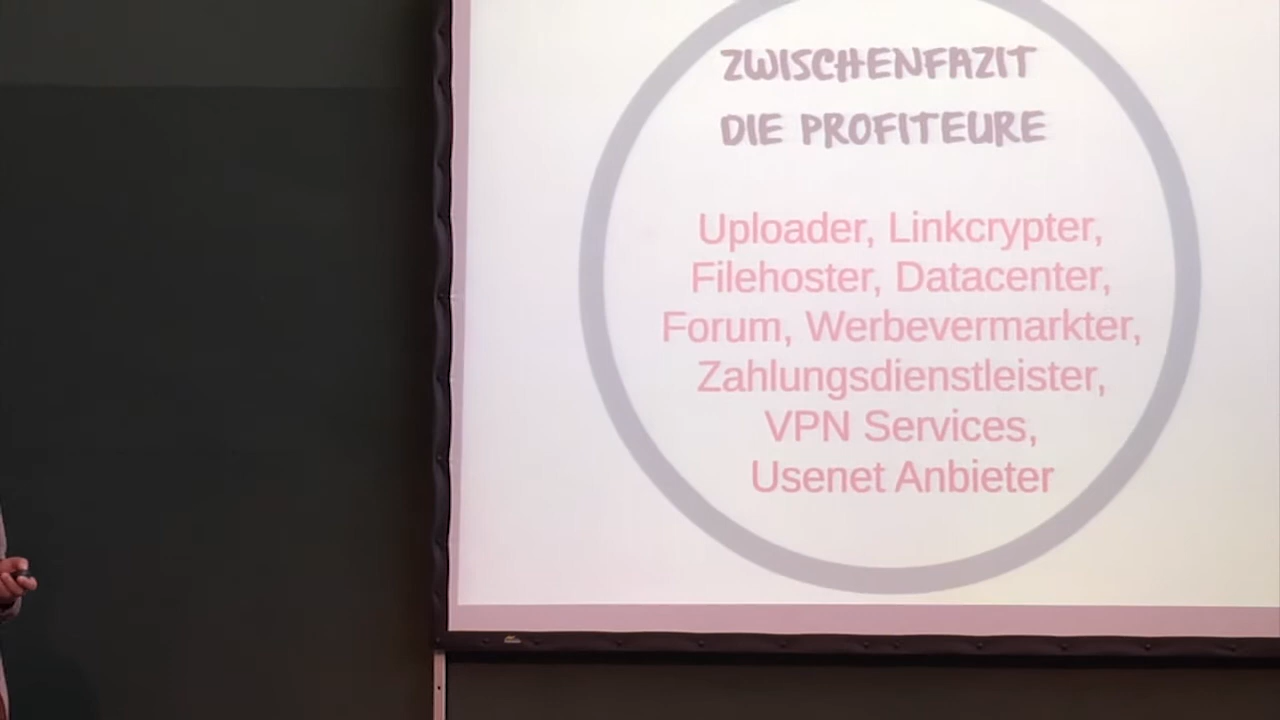 ZWISCHENFAZIT
DIE PROFITEURE
Uploader, Linkcrypter,
Filehoster, Datacenter,
Forum, Werbevermarkter,
Zahlungsdienstleister,
VPN Services,
Usenet Anbieter